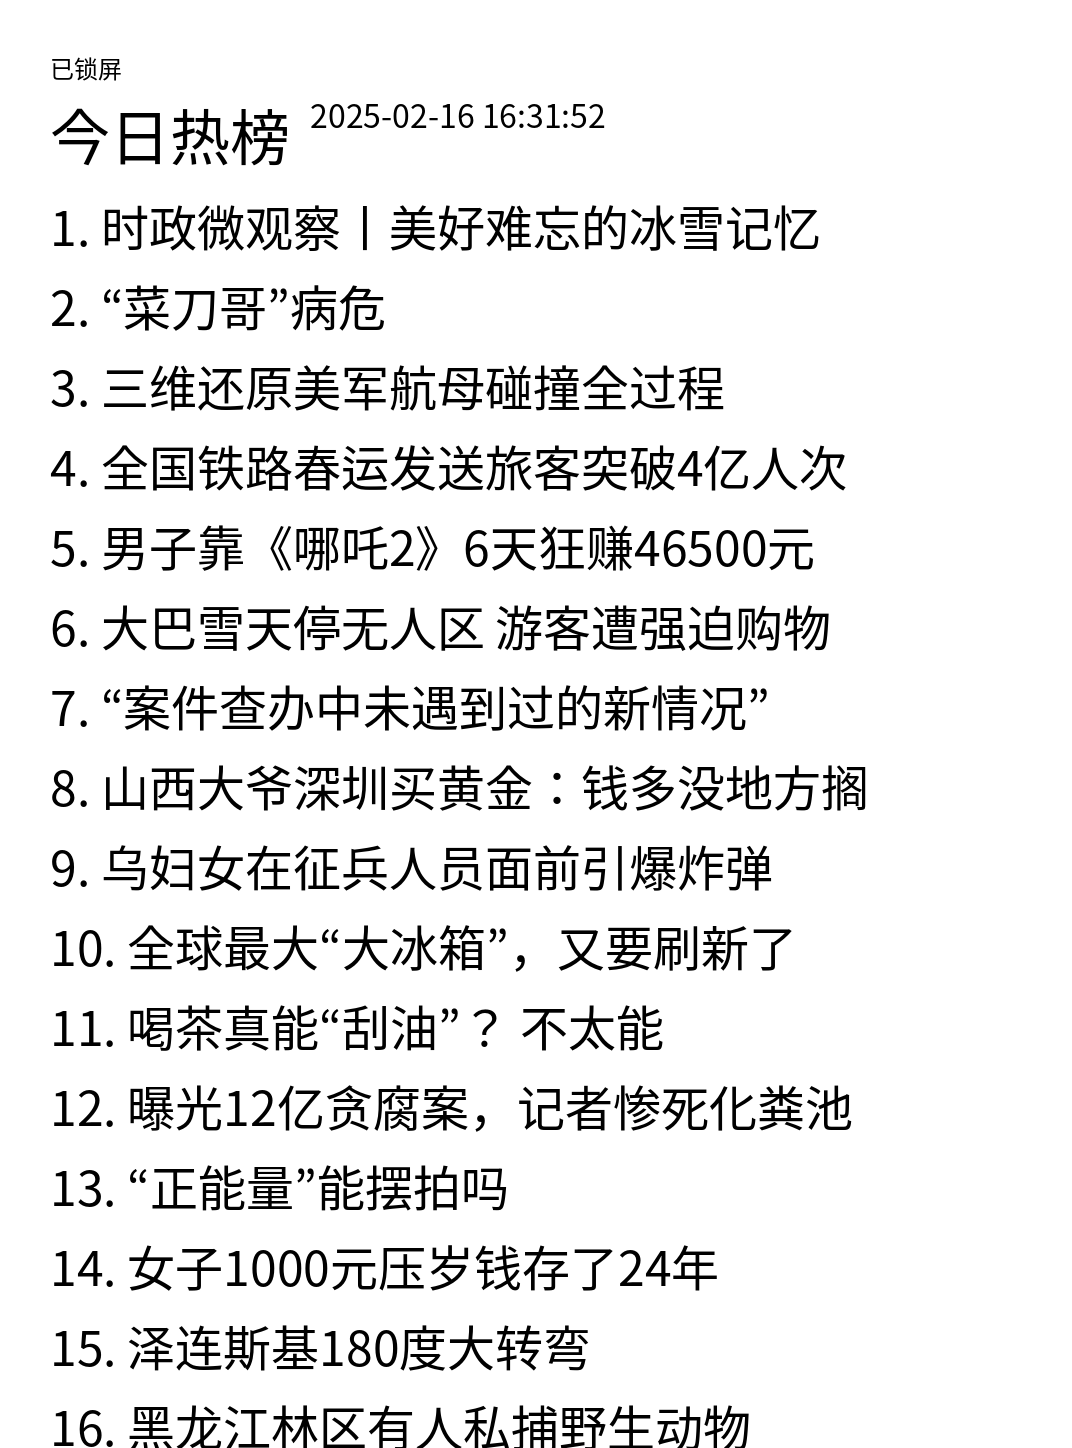 已锁屏
今日热榜 2025-02-16 16:31:52
1. 时政微观察丨美好难忘的冰雪记忆
2. “菜刀哥”病危
3. 三维还原美军航母碰撞全过程
4. 全国铁路春运发送旅客突破4亿人次
5. 男子靠《哪吒2》6天狂赚46500元
6. 大巴雪天停无人区 游客遭强迫购物
7. “案件查办中未遇到过的新情况”
8. 山西大爷深圳买黄金：钱多没地方搁
9. 乌妇女在征兵人员面前引爆炸弹
10. 全球最大“大冰箱”，又要刷新了
11. 喝茶真能“刮油”？ 不太能
12. 曝光12亿贪腐案，记者惨死化粪池
13. “正能量”能摆拍吗
14. 女子1000元压岁钱存了24年
15. 泽连斯基180度大转弯
16. 黑龙江林区有人私捕野生动物